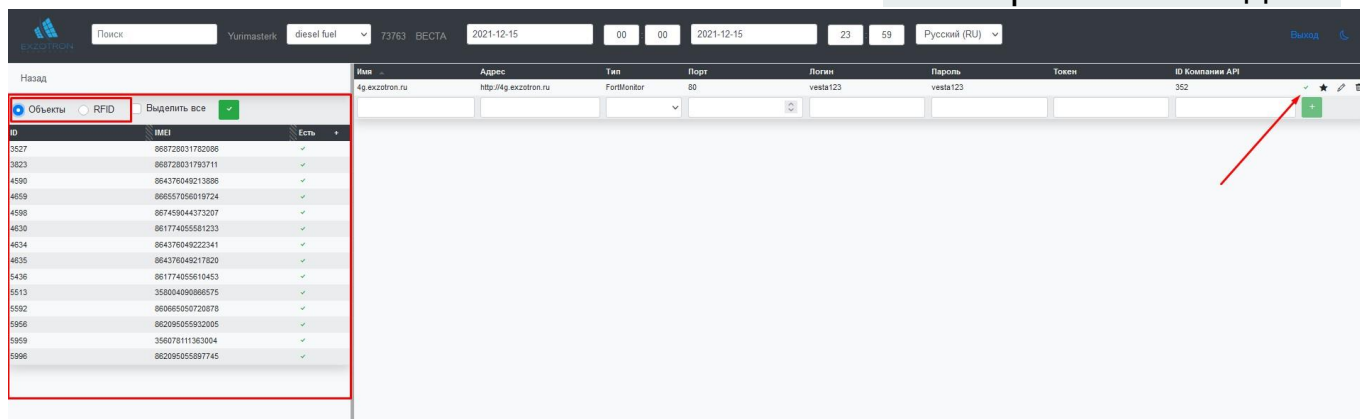 EXZOTRON Поиск Yurimasterk diesel fuel 73763 ВЕСТА 2021-12-15 00 00 2021-12-15 23 59 Русский (RU) Выход
Назад
Объекты RFID Выделить все
ID IMEI Есть +
3527 868728031782086
3823 868728031793711
4590 864376049213886
4659 866557056019724
4598 867459044373207
4630 861774055581233
4634 864376049222341
4635 864376049217820
5436 861774055610453
5513 358004090866575
5592 860665050720878
5956 862095055932005
5959 356078111363004
5996 862095055897745
Имя Адрес Тип Порт Логин Пароль Токен ID Компании API
4g.exzotron.ru http://4g.exzotron.ru FortMonitor 80 vesta123 vesta123 352
+